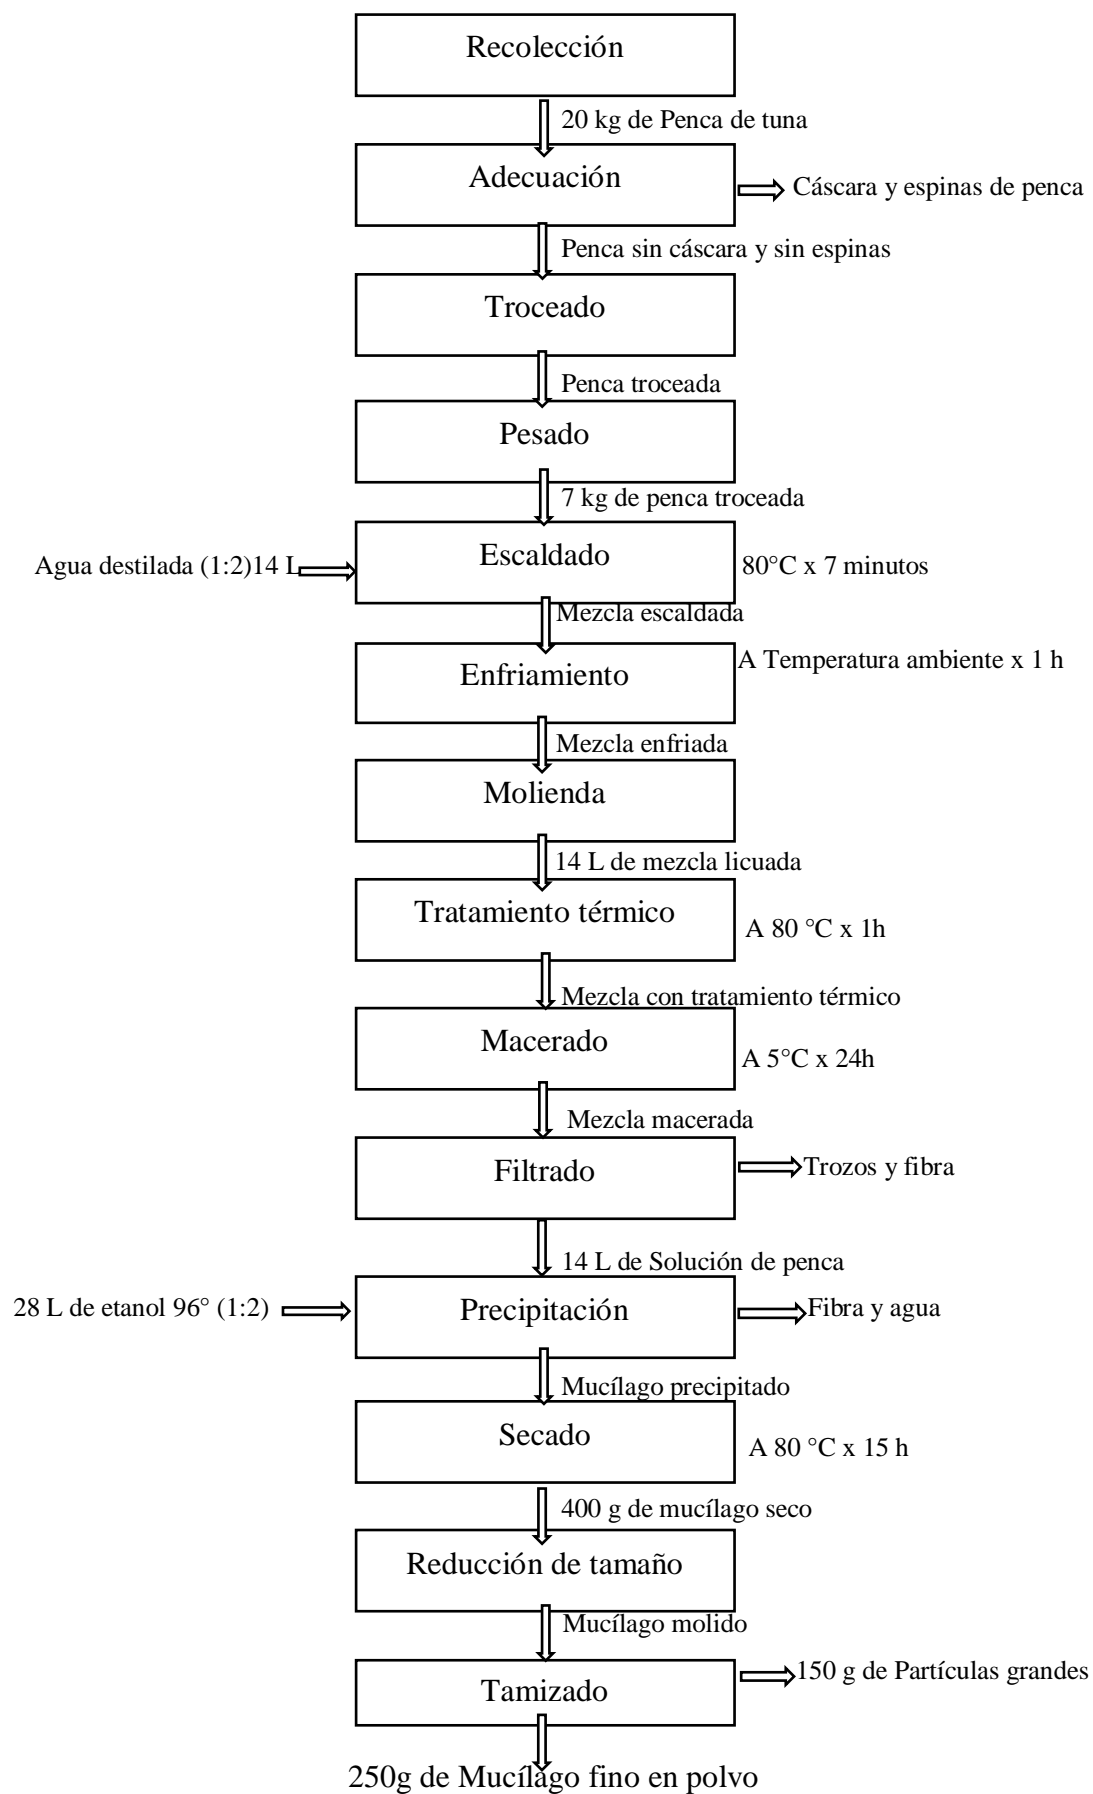 Recolección
20 kg de Penca de tuna
Adecuación
Cáscara y espinas de penca
Penca sin cáscara y sin espinas
Troceado
Penca troceada
Pesado
7 kg de penca troceada
Agua destilada (1:2)14 L
Escaldado
80°C x 7 minutos
Mezcla escaldada
Enfriamiento
A Temperatura ambiente x 1 h
Mezcla enfriada
Molienda
14 L de mezcla licuada
Tratamiento térmico
A 80 °C x 1h
Mezcla con tratamiento térmico
Macerado
A 5°C x 24h
Mezcla macerada
Filtrado
Trozos y fibra
14 L de Solución de penca
28 L de etanol 96° (1:2)
Precipitación
Fibra y agua
Mucílago precipitado
Secado
A 80 °C x 15 h
400 g de mucílago seco
Reducción de tamaño
Mucílago molido
Tamizado
150 g de Partículas grandes
250g de Mucílago fino en polvo